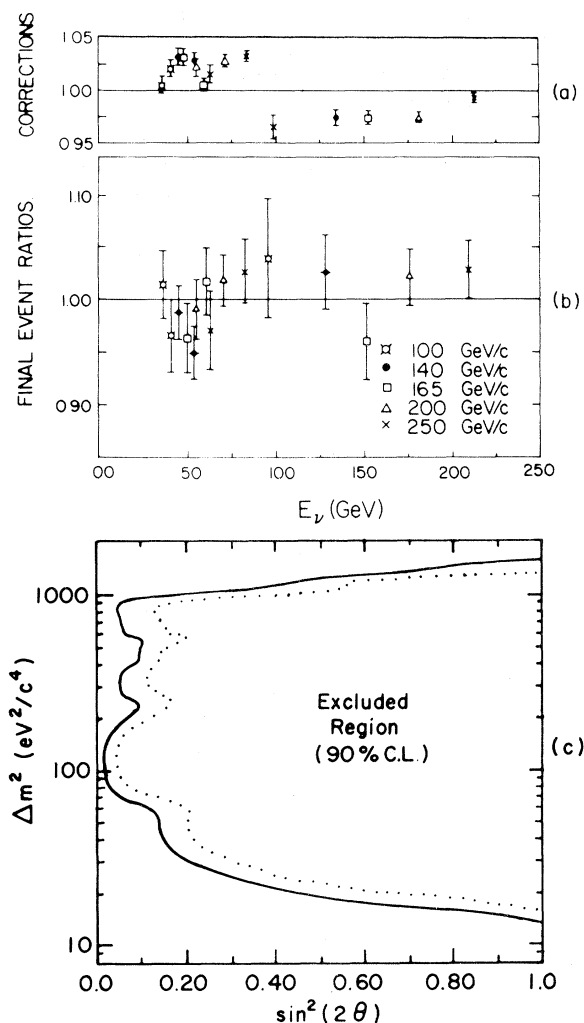 CORRECTIONS
1.05
1.00
0.95
(a)
FINAL EVENT RATIOS
1.10
1.00
0.90
(b)
100 GeV/c
140 GeV/c
165 GeV/c
200 GeV/c
250 GeV/c
00 50 100 150 200 250
Eν (GeV)
Δm² (eV²/c⁴)
1000
100
10
Excluded
Region
(90% C.L.)
(c)
0.0 0.20 0.40 0.60 0.80 1.0
sin² (2θ)